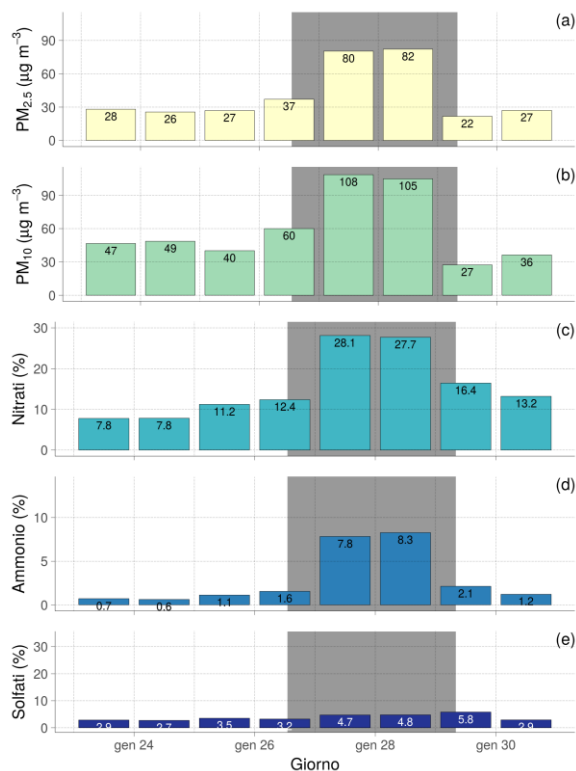 (a)
PM2.5 (µg m−3)
90
60
30
0
28 26 27 37 80 82 22 27
(b)
PM10 (µg m−3)
90
60
30
0
47 49 40 60 108 105 27 36
(c)
Nitrati (%)
30
20
10
0
7.8 7.8 11.2 12.4 28.1 27.7 16.4 13.2
(d)
Ammonio (%)
10
5
0
0.7 0.6 1.1 1.6 7.8 8.3 2.1 1.2
(e)
Solfati (%)
30
20
10
0
2.9 2.7 3.5 3.2 4.7 4.8 5.8 2.9
gen 24 gen 26 gen 28 gen 30
Giorno